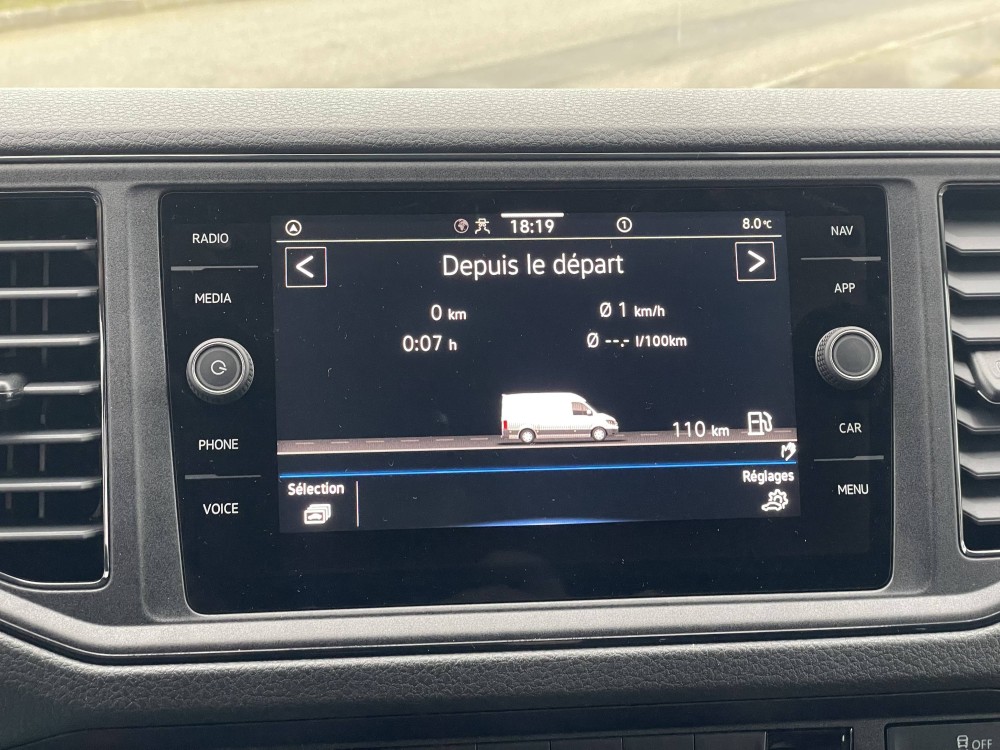 RADIO
MEDIA
PHONE
VOICE
18:19
1
8.0°C
< Depuis le départ >
0 km
Ø 1 km/h
0:07 h
Ø --.- l/100km
110 km
Sélection
Réglages
NAV
APP
CAR
MENU
OFF